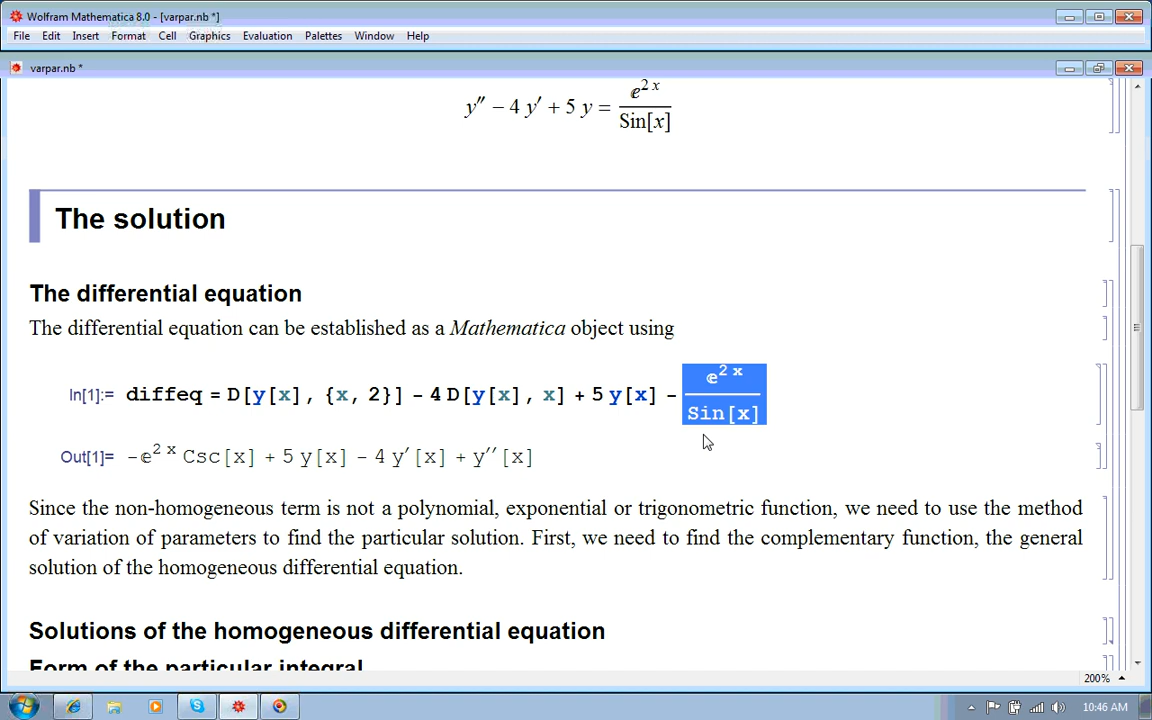 Wolfram Mathematica 8.0 - [varpar.nb *]
File Edit Insert Format Cell Graphics Evaluation Palettes Window Help
varpar.nb *
y″ − 4 y′ + 5 y = ⅇ^(2 x) / Sin[x]
The solution
The differential equation
The differential equation can be established as a Mathematica object using
In[1]:= diffeq = D[y[x], {x, 2}] − 4 D[y[x], x] + 5 y[x] − ⅇ^(2 x) / Sin[x]
Out[1]= −ⅇ^(2 x) Csc[x] + 5 y[x] − 4 y′[x] + y″[x]
Since the non-homogeneous term is not a polynomial, exponential or trigonometric function, we need to use the method
of variation of parameters to find the particular solution. First, we need to find the complementary function, the general
solution of the homogeneous differential equation.
Solutions of the homogeneous differential equation
Form of the particular integral
200%
10:46 AM